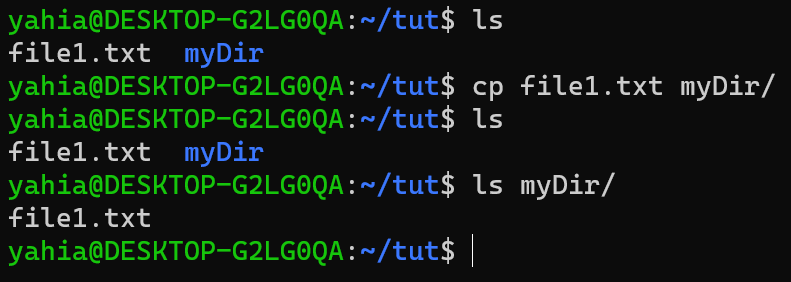 yahia@DESKTOP-G2LG0QA:~/tut$ ls
file1.txt  myDir
yahia@DESKTOP-G2LG0QA:~/tut$ cp file1.txt myDir/
yahia@DESKTOP-G2LG0QA:~/tut$ ls
file1.txt  myDir
yahia@DESKTOP-G2LG0QA:~/tut$ ls myDir/
file1.txt
yahia@DESKTOP-G2LG0QA:~/tut$